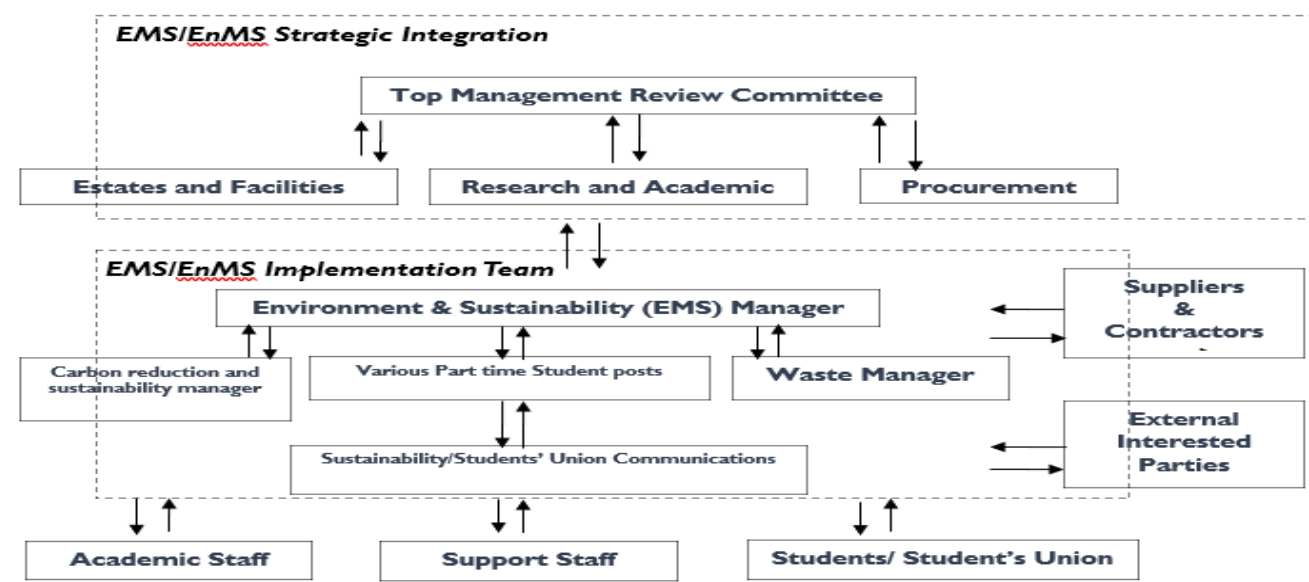 EMS/EnMS Strategic Integration
Top Management Review Committee
Estates and Facilities
Research and Academic
Procurement
EMS/EnMS Implementation Team
Environment & Sustainability (EMS) Manager
Suppliers
&
Contractors
Carbon reduction and
sustainability manager
Various Part time Student posts
Waste Manager
External
Interested
Parties
Sustainability/Students’ Union Communications
Academic Staff
Support Staff
Students/ Student’s Union